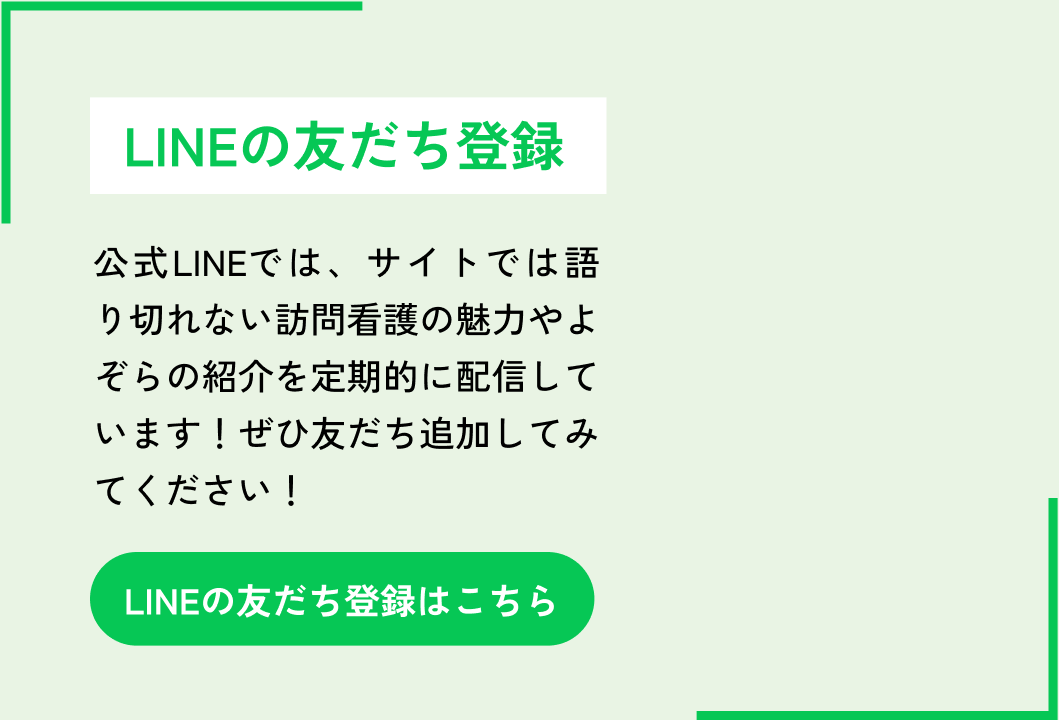 LINEの友だち登録
公式LINEでは、サイトでは語
り切れない訪問看護の魅力やよ
ぞらの紹介を定期的に配信して
います！ぜひ友だち追加してみ
てください！
LINEの友だち登録はこちら